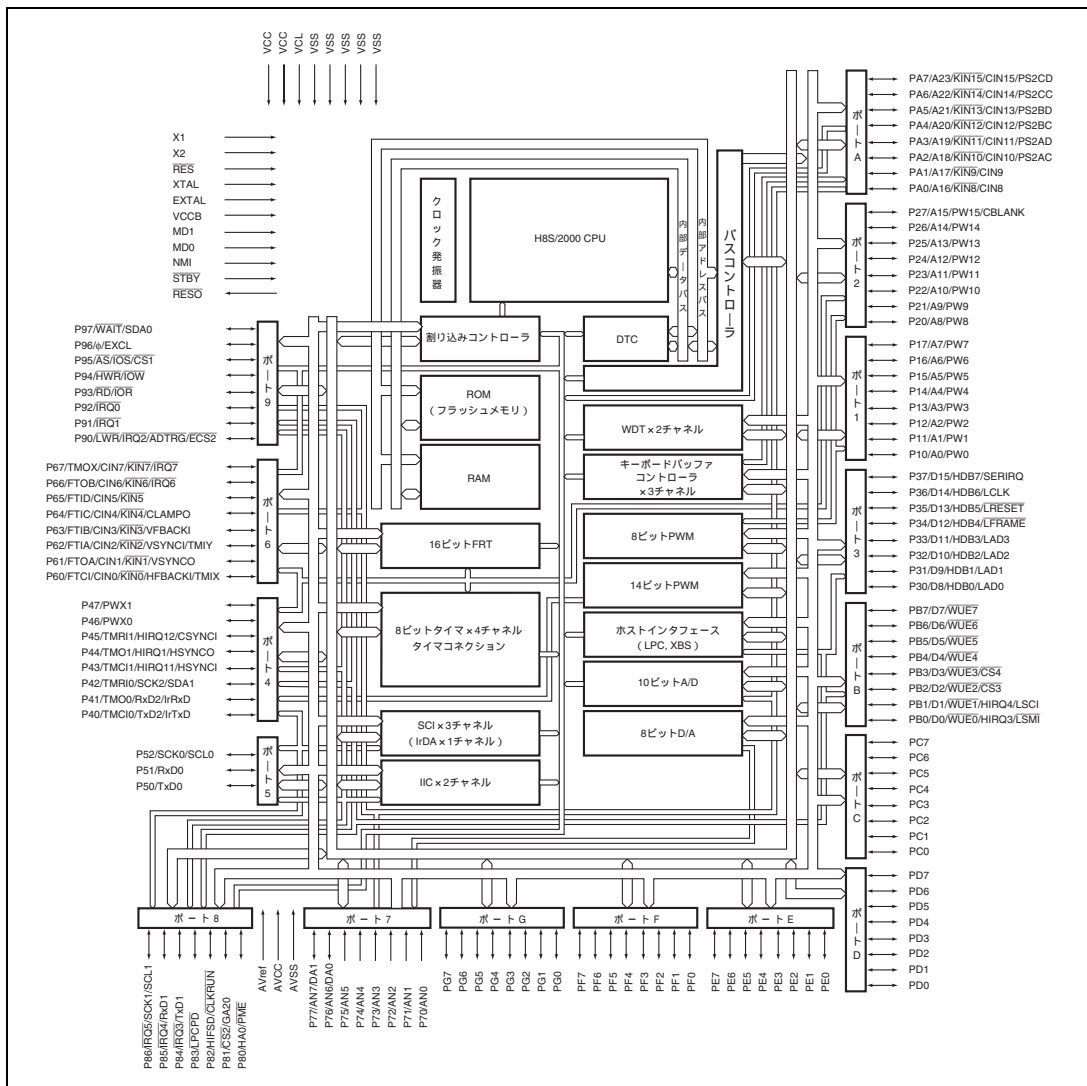 VCC
VCC
VCL
VSS
VSS
VSS
VSS
VSS
X1
X2
RES
XTAL
EXTAL
VCCB
MD1
MD0
NMI
STBY
RESO
クロック発振器
H8S/2000 CPU
内部データバス
内部アドレスバス
バスコントローラ
割り込みコントローラ
DTC
ROM
(フラッシュメモリ)
RAM
WDT×2チャネル
キーボードバッファ
コントローラ
×3チャネル
16ビットFRT
8ビットPWM
14ビットPWM
8ビットタイマ×4チャネル
タイマコネクション
ホストインタフェース
(LPC, XBS)
10ビットA/D
8ビットD/A
SCI×3チャネル
(IrDA×1チャネル)
IIC×2チャネル
P97/WAIT/SDA0
P96/φ/EXCL
P95/AS/IOS/CS1
P94/HWR/IOW
P93/RD/IOR
P92/IRQ0
P91/IRQ1
P90/LWR/IRQ2/ADTRG/ECS2
ポート9
P67/TMOX/CIN7/KIN7/IRQ7
P66/FTOB/CIN6/KIN6/IRQ6
P65/FTID/CIN5/KIN5
P64/FTIC/CIN4/KIN4/CLAMPO
P63/FTIB/CIN3/KIN3/VFBACKI
P62/FTIA/CIN2/KIN2/VSYNCI/TMIY
P61/FTOA/CIN1/KIN1/VSYNCO
P60/FTCI/CIN0/KIN0/HFBACKI/TMIX
ポート6
P47/PWX1
P46/PWX0
P45/TMRI1/HIRQ12/CSYNCI
P44/TMO1/HIRQ1/HSYNCO
P43/TMCI1/HIRQ11/HSYNCI
P42/TMRI0/SCK2/SDA1
P41/TMO0/RxD2/IrRxD
P40/TMCI0/TxD2/IrTxD
ポート4
P52/SCK0/SCL0
P51/RxD0
P50/TxD0
ポート5
PA7/A23/KIN15/CIN15/PS2CD
PA6/A22/KIN14/CIN14/PS2CC
PA5/A21/KIN13/CIN13/PS2BD
PA4/A20/KIN12/CIN12/PS2BC
PA3/A19/KIN11/CIN11/PS2AD
PA2/A18/KIN10/CIN10/PS2AC
PA1/A17/KIN9/CIN9
PA0/A16/KIN8/CIN8
ポートA
P27/A15/PW15/CBLANK
P26/A14/PW14
P25/A13/PW13
P24/A12/PW12
P23/A11/PW11
P22/A10/PW10
P21/A9/PW9
P20/A8/PW8
ポート2
P17/A7/PW7
P16/A6/PW6
P15/A5/PW5
P14/A4/PW4
P13/A3/PW3
P12/A2/PW2
P11/A1/PW1
P10/A0/PW0
ポート1
P37/D15/HDB7/SERIRQ
P36/D14/HDB6/LCLK
P35/D13/HDB5/LRESET
P34/D12/HDB4/LFRAME
P33/D11/HDB3/LAD3
P32/D10/HDB2/LAD2
P31/D9/HDB1/LAD1
P30/D8/HDB0/LAD0
ポート3
PB7/D7/WUE7
PB6/D6/WUE6
PB5/D5/WUE5
PB4/D4/WUE4
PB3/D3/WUE3/CS4
PB2/D2/WUE2/CS3
PB1/D1/WUE1/HIRQ4/LSCI
PB0/D0/WUE0/HIRQ3/LSMI
ポートB
PC7
PC6
PC5
PC4
PC3
PC2
PC1
PC0
ポートC
PD7
PD6
PD5
PD4
PD3
PD2
PD1
PD0
ポートD
ポート8
ポート7
ポートG
ポートF
ポートE
P86/IRQ5/SCK1/SCL1
P85/IRQ4/RxD1
P84/IRQ3/TxD1
P83/LPCPD
P82/HIFSD/CLKRUN
P81/CS2/GA20
P80/HA0/PME
AVref
AVCC
AVSS
P77/AN7/DA1
P76/AN6/DA0
P75/AN5
P74/AN4
P73/AN3
P72/AN2
P71/AN1
P70/AN0
PG7
PG6
PG5
PG4
PG3
PG2
PG1
PG0
PF7
PF6
PF5
PF4
PF3
PF2
PF1
PF0
PE7
PE6
PE5
PE4
PE3
PE2
PE1
PE0